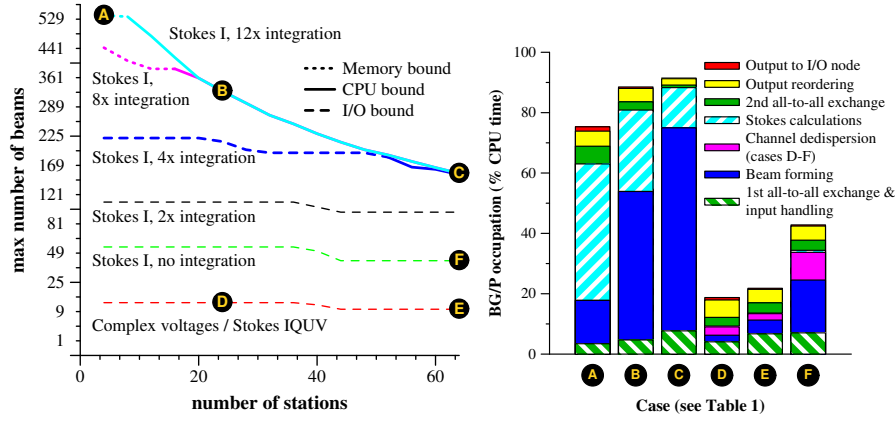 max number of beams
529
441
361
289
225
169
121
81
49
25
9
1
0
20
40
60
number of stations
A
B
C
D
E
F
Stokes I, 12x integration
Stokes I,
8x integration
Stokes I, 4x integration
Stokes I, 2x integration
Stokes I, no integration
Complex voltages / Stokes IQUV
Memory bound
CPU bound
I/O bound
BG/P occupation (% CPU time)
100
80
60
40
20
0
Output to I/O node
Output reordering
2nd all-to-all exchange
Stokes calculations
Channel dedispersion
(cases D-F)
Beam forming
1st all-to-all exchange &
input handling
A
B
C
D
E
F
Case (see Table 1)